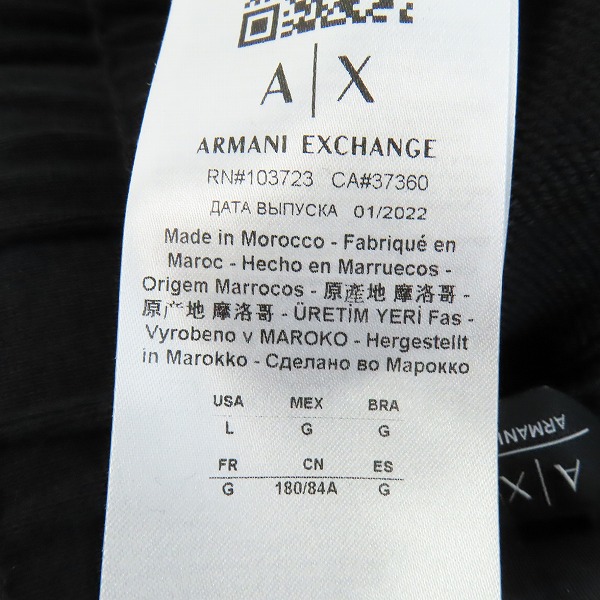 A|X
ARMANI EXCHANGE
RN#103723 CA#37360
ДАТА ВЫПУСКА 01/2022
Made in Morocco - Fabriqué en
Maroc - Hecho en Marruecos -
Origem Marrocos - 原產地 摩洛哥 -
原产地 摩洛哥 - ÜRETİM YERİ Fas -
Vyrobeno v MAROKO - Hergestellt
in Marokko - Сделано во Марокко
USA MEX BRA
L G G
FR CN ES
G 180/84A G
A|X
ARMANI